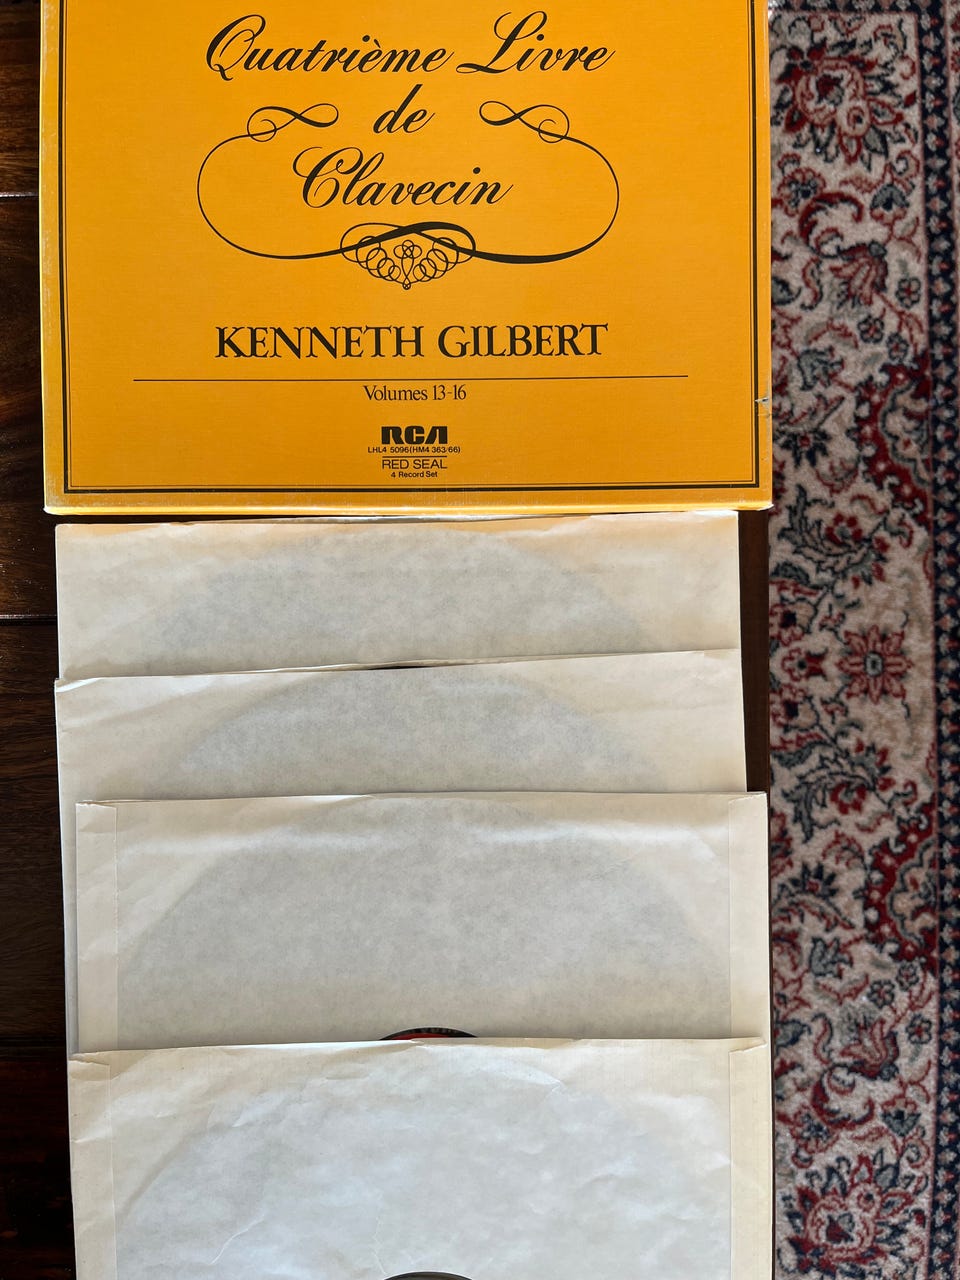 Quatrième Livre
de
Clavecin
KENNETH GILBERT
Volumes 13-16
RCA
LHL4 5096(HM4 363/66)
RED SEAL
4 Record Set